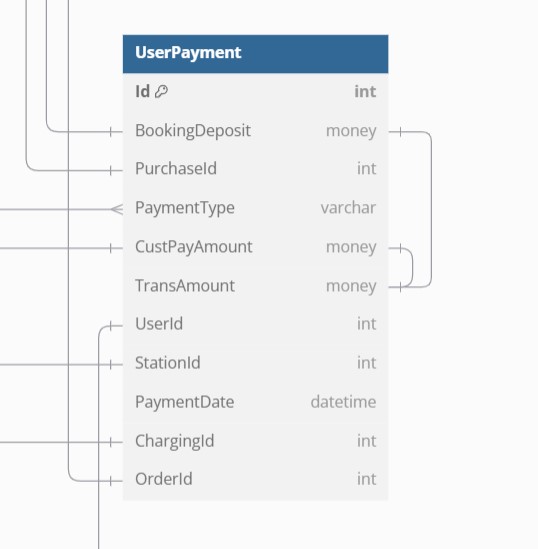 UserPayment
Id int
BookingDeposit money
PurchaseId int
PaymentType varchar
CustPayAmount money
TransAmount money
UserId int
StationId int
PaymentDate datetime
ChargingId int
OrderId int